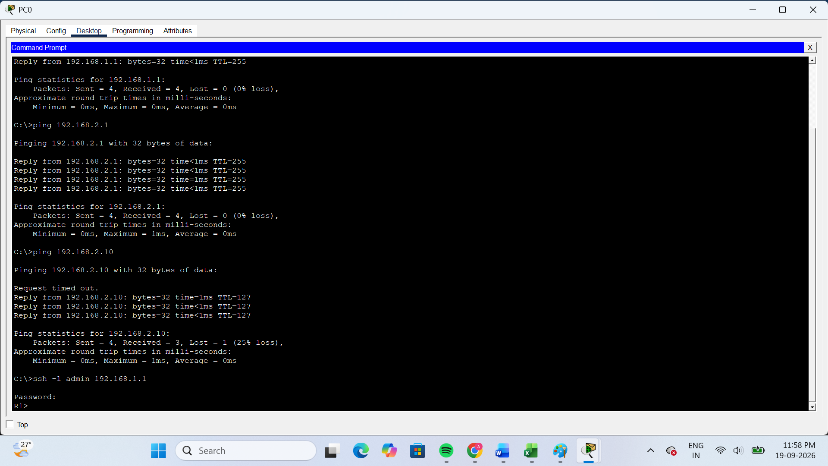 PC0
Physical Config Desktop Programming Attributes
Command Prompt
X
Reply from 192.168.1.1: bytes=32 time<1ms TTL=255
Ping statistics for 192.168.1.1:
Packets: Sent = 4, Received = 4, Lost = 0 (0% loss),
Approximate round trip times in milli-seconds:
Minimum = 0ms, Maximum = 0ms, Average = 0ms
C:\>ping 192.168.2.1
Pinging 192.168.2.1 with 32 bytes of data:
Reply from 192.168.2.1: bytes=32 time<1ms TTL=255
Reply from 192.168.2.1: bytes=32 time<1ms TTL=255
Reply from 192.168.2.1: bytes=32 time=1ms TTL=255
Reply from 192.168.2.1: bytes=32 time<1ms TTL=255
Ping statistics for 192.168.2.1:
Packets: Sent = 4, Received = 4, Lost = 0 (0% loss),
Approximate round trip times in milli-seconds:
Minimum = 0ms, Maximum = 1ms, Average = 0ms
C:\>ping 192.168.2.10
Pinging 192.168.2.10 with 32 bytes of data:
Request timed out.
Reply from 192.168.2.10: bytes=32 time=1ms TTL=127
Reply from 192.168.2.10: bytes=32 time<1ms TTL=127
Reply from 192.168.2.10: bytes=32 time<1ms TTL=127
Ping statistics for 192.168.2.10:
Packets: Sent = 4, Received = 3, Lost = 1 (25% loss),
Approximate round trip times in milli-seconds:
Minimum = 0ms, Maximum = 1ms, Average = 0ms
C:\>ssh -l admin 192.168.1.1
Password:
R1>
Top
27°
Search
ENG
IN
11:58 PM
19-09-2026